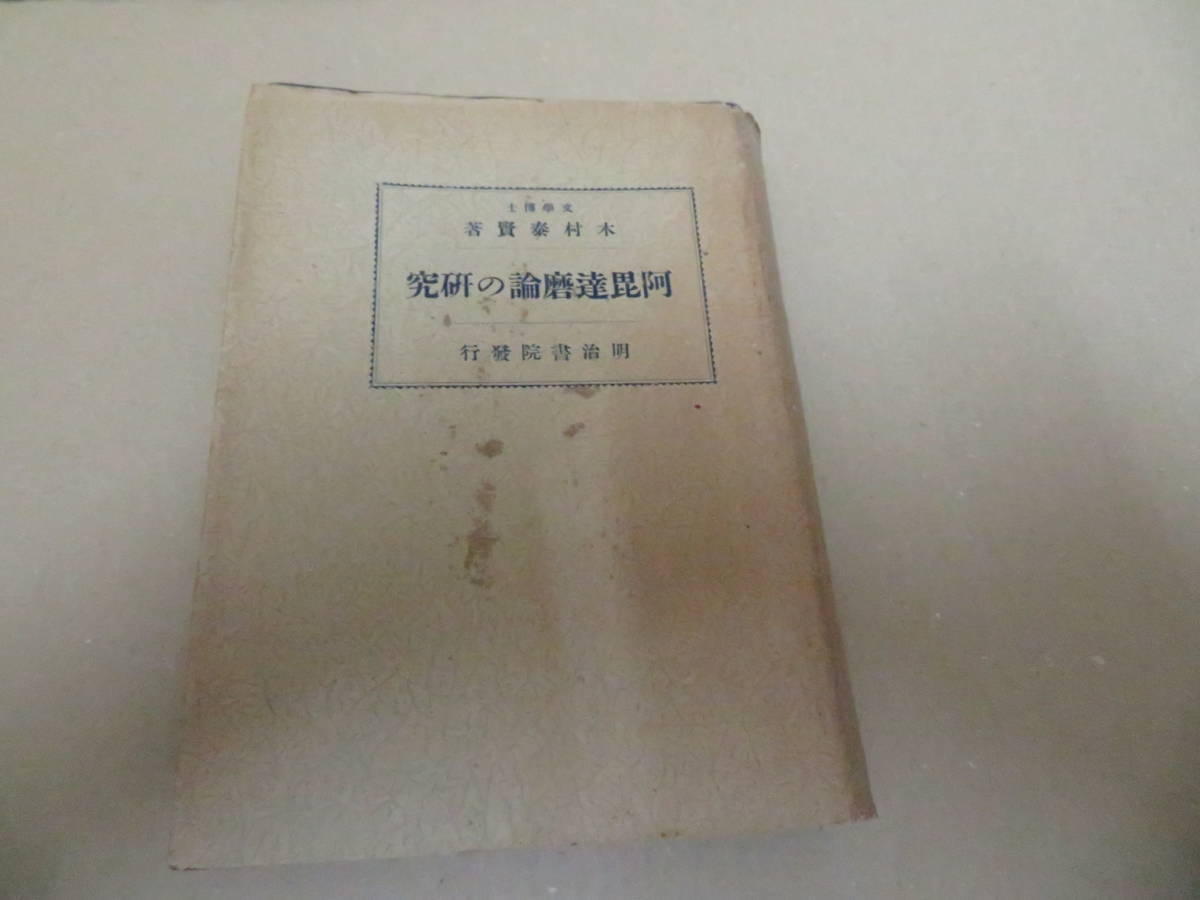 文學博士
木村泰賢著
阿毘達磨論の研究
明治書院發行